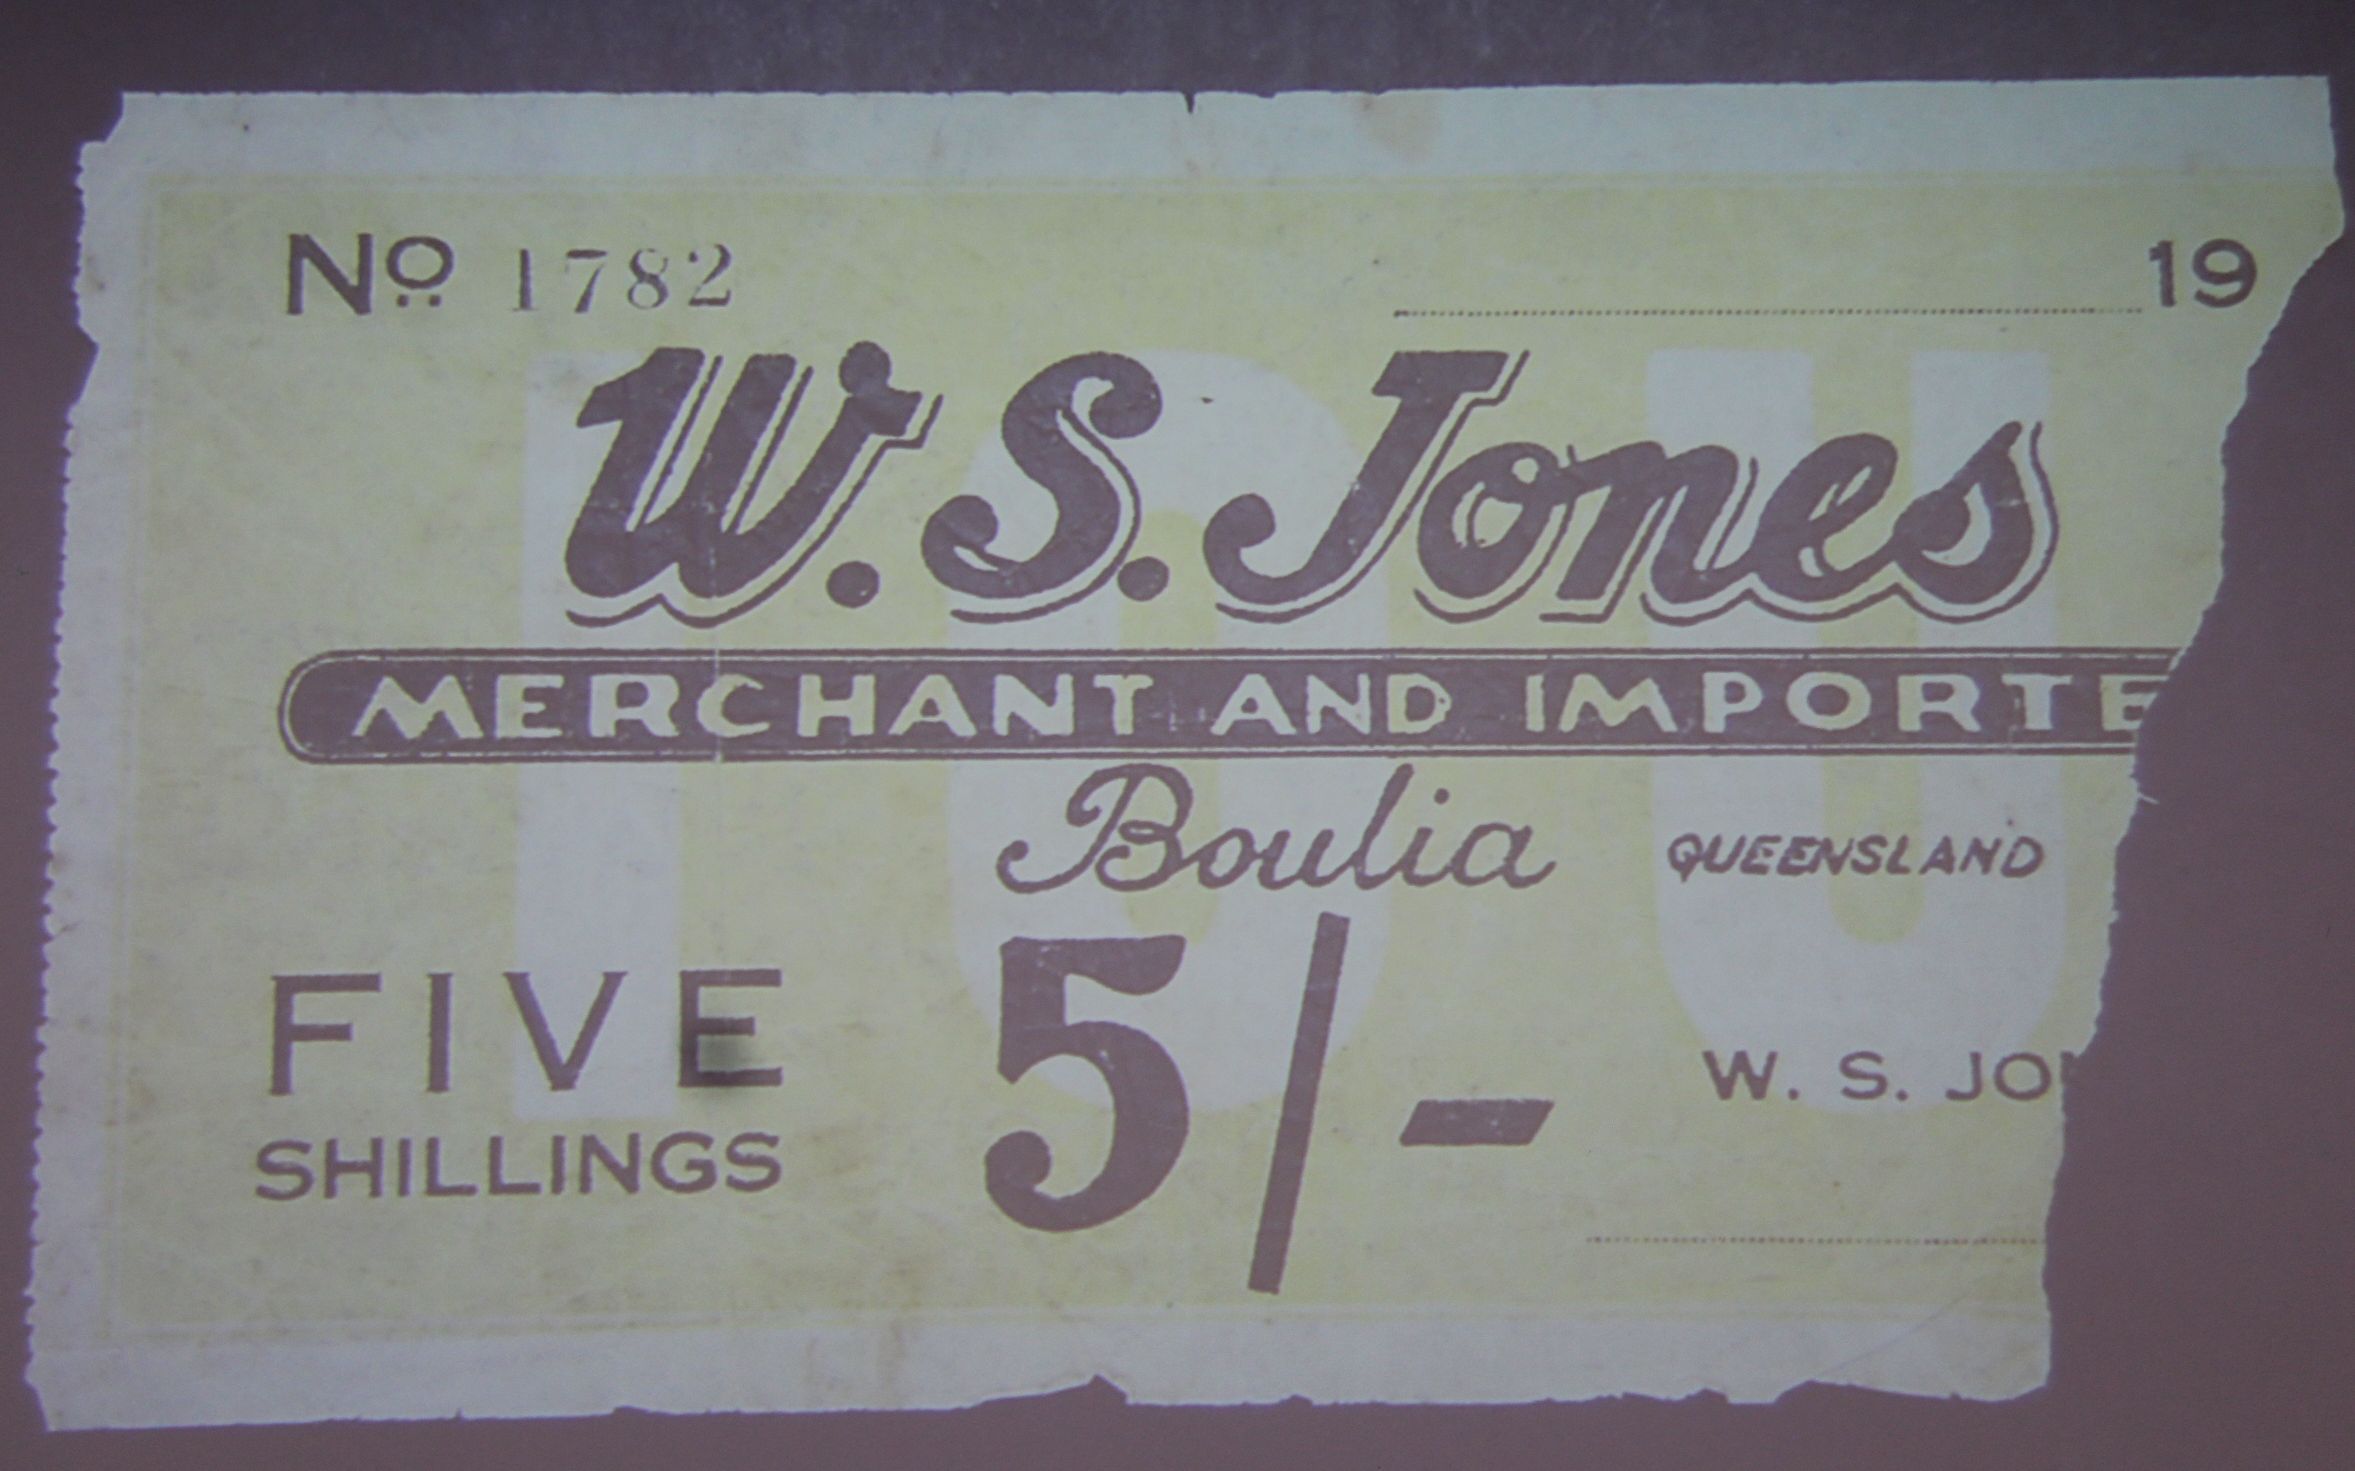 No 1782
19
W. S. Jones
MERCHANT AND IMPORTE
Boulia QUEENSLAND
FIVE
SHILLINGS
5/-
W. S. JO
I O U